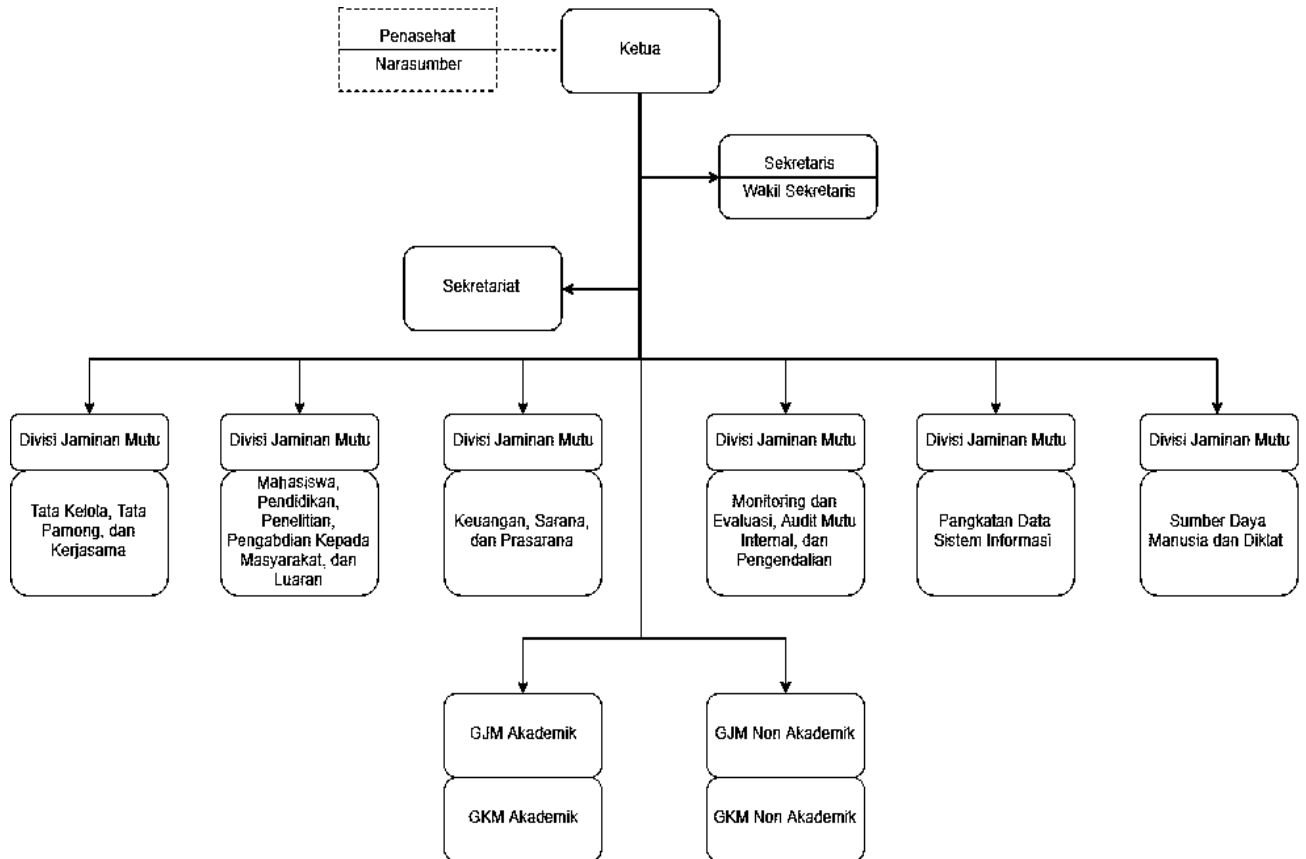 Penasehat
Narasumber
Ketua
Sekretaris
Wakil Sekretaris
Sekretariat
Divisi Jaminan Mutu
Tata Kelola, Tata
Pamong, dan
Kerjasama
Divisi Jaminan Mutu
Mahasiswa,
Pendidikan,
Penelitian,
Pengabdian Kepada
Masyarakat, dan
Luaran
Divisi Jaminan Mutu
Keuangan, Sarana,
dan Prasarana
Divisi Jaminan Mutu
Monitoring dan
Evaluasi, Audit Mutu
Internal, dan
Pengendalian
Divisi Jaminan Mutu
Pangkatan Data
Sistem Informasi
Divisi Jaminan Mutu
Sumber Daya
Manusia dan Diktat
GJM Akademik
GKM Akademik
GJM Non Akademik
GKM Non Akademik